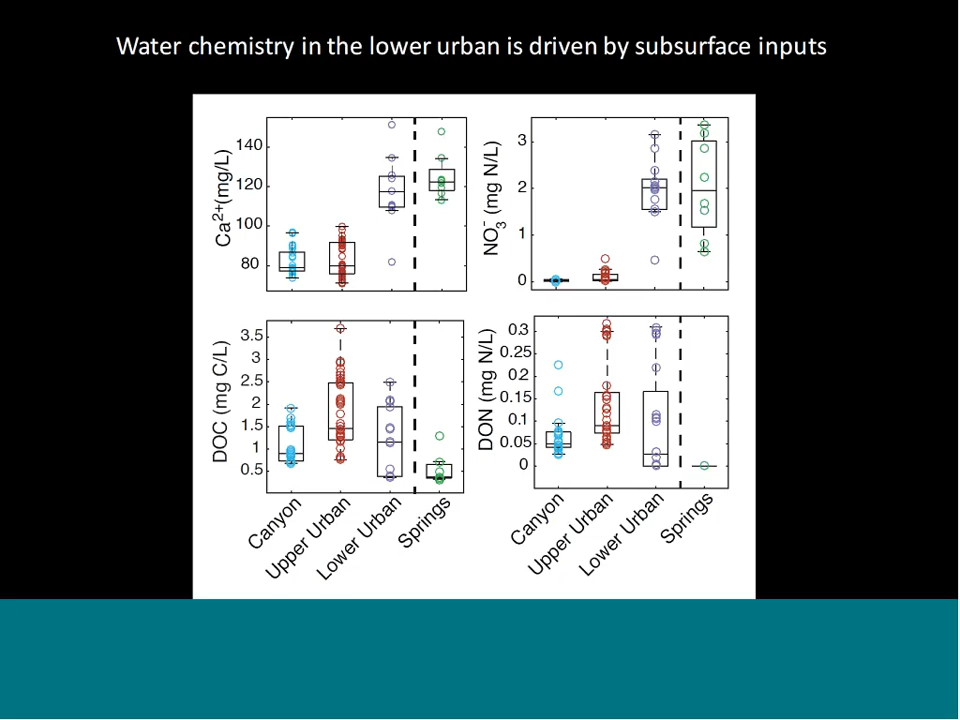 Water chemistry in the lower urban is driven by subsurface inputs
Ca2+(mg/L)
140
120
100
80
NO3- (mg N/L)
3
2
1
0
DOC (mg C/L)
3.5
3
2.5
2
1.5
1
0.5
DON (mg N/L)
0.3
0.25
0.2
0.15
0.1
0.05
0
Canyon
Upper Urban
Lower Urban
Springs
Canyon
Upper Urban
Lower Urban
Springs